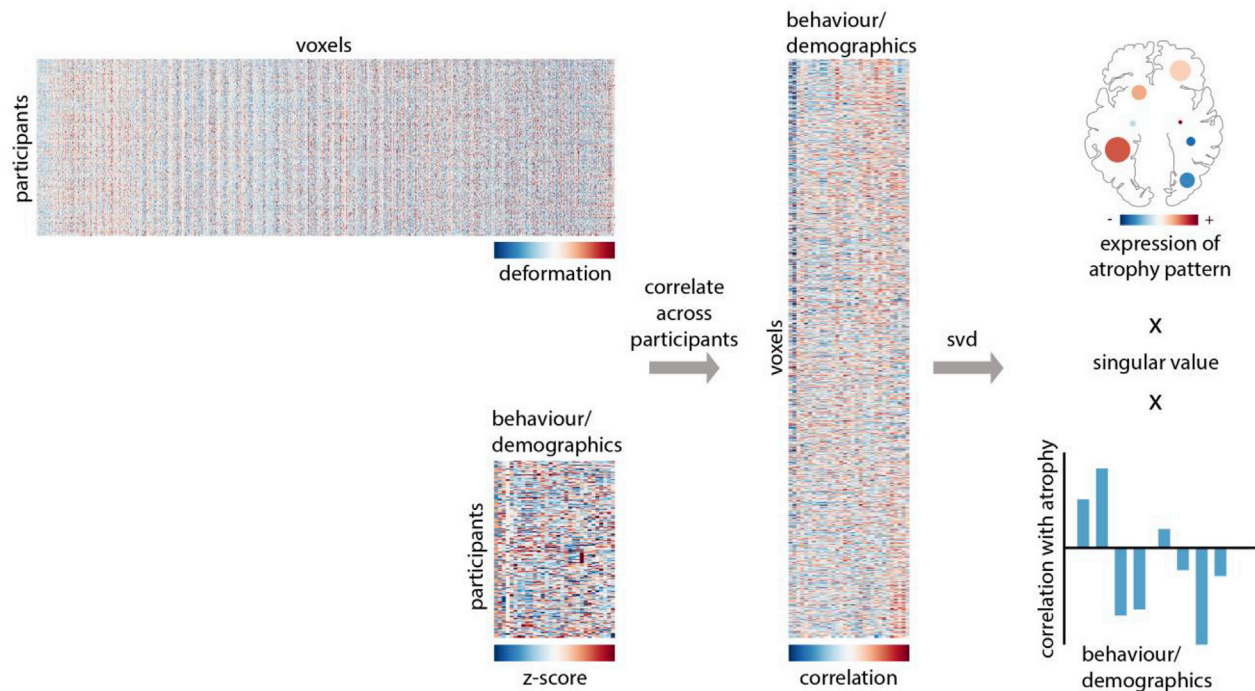 voxels
participants
deformation
behaviour/
demographics
participants
z-score
correlate
across
participants
behaviour/
demographics
voxels
correlation
svd
- +
expression of
atrophy pattern
x
singular value
x
correlation with atrophy
behaviour/
demographics